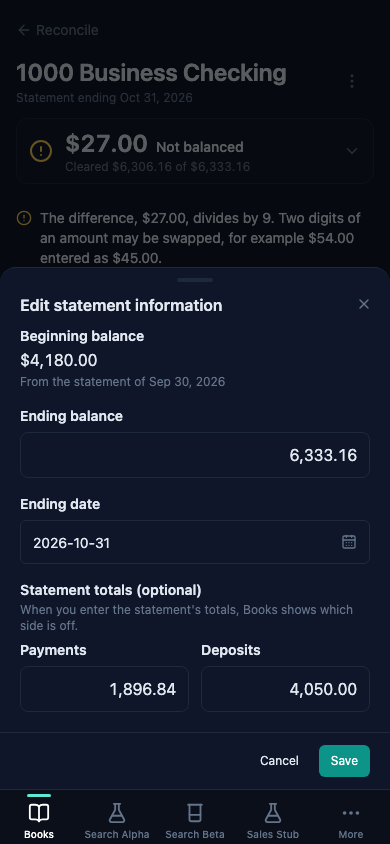 Reconcile
1000 Business Checking
Statement ending Oct 31, 2026
$27.00 Not balanced
Cleared $6,306.16 of $6,333.16
The difference, $27.00, divides by 9. Two digits of
an amount may be swapped, for example $54.00
entered as $45.00.
Edit statement information
Beginning balance
$4,180.00
From the statement of Sep 30, 2026
Ending balance
6,333.16
Ending date
2026-10-31
Statement totals (optional)
When you enter the statement's totals, Books shows which
side is off.
Payments Deposits
1,896.84 4,050.00
Cancel Save
Books Search Alpha Search Beta Sales Stub More